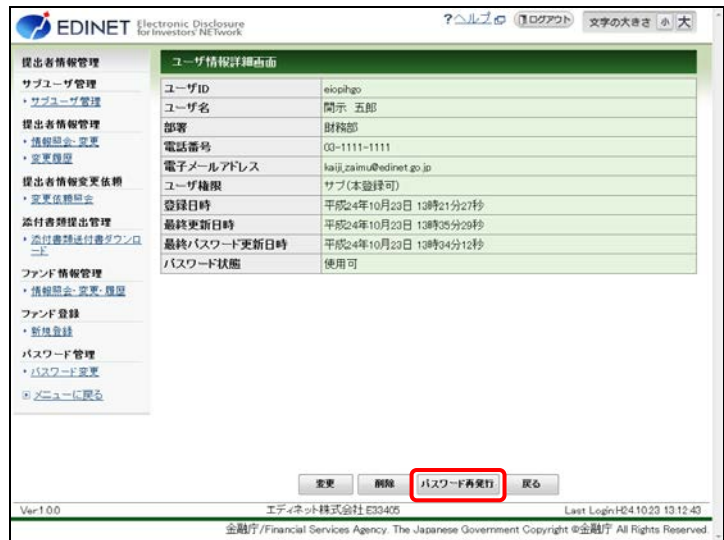 EDINET Electronic Disclosure for Investors' NETwork
?ヘルプ ログアウト 文字の大きさ 小 大
提出者情報管理
サブユーザ管理
・サブユーザ管理
提出者情報管理
・情報照会・変更
・変更履歴
提出者情報変更依頼
・変更依頼照会
添付書類提出管理
・添付書類送付書ダウンロ
ード
ファンド情報管理
・情報照会・変更・履歴
ファンド登録
・新規登録
パスワード管理
・パスワード変更
メニューに戻る
ユーザ情報詳細画面
ユーザID eiopihgo
ユーザ名 開示 五郎
部署 財務部
電話番号 03-1111-1111
電子メールアドレス kaiji_zaimu@edinet.go.jp
ユーザ権限 サブ(本登録可)
登録日時 平成24年10月23日 13時21分27秒
最終更新日時 平成24年10月23日 13時35分29秒
最終パスワード更新日時 平成24年10月23日 13時34分12秒
パスワード状態 使用可
変更 削除 パスワード再発行 戻る
Ver:1.0.0 エディネット株式会社:E33405 Last Login:H24.10.23 13:12:43
金融庁/Financial Services Agency. The Japanese Government Copyright ©金融庁 All Rights Reserved.